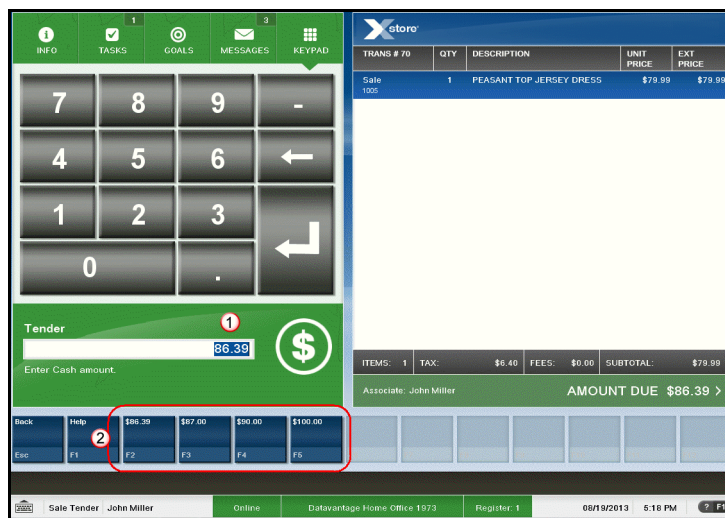 1 3
INFO TASKS GOALS MESSAGES KEYPAD
7 8 9 -
4 5 6
1 2 3
0 .
Tender 1
86.39
Enter Cash amount.
$
Xstore
TRANS # 70 QTY DESCRIPTION UNIT PRICE EXT PRICE
Sale 1 PEASANT TOP JERSEY DRESS $79.99 $79.99
1005
ITEMS: 1 TAX: $6.40 FEES: $0.00 SUBTOTAL: $79.99
Associate: John Miller AMOUNT DUE $86.39 >
Back Help $86.39 $87.00 $90.00 $100.00
2
Esc F1 F2 F3 F4 F5
Sale Tender John Miller Online Datavantage Home Office 1973 Register: 1 08/19/2013 5:18 PM ?